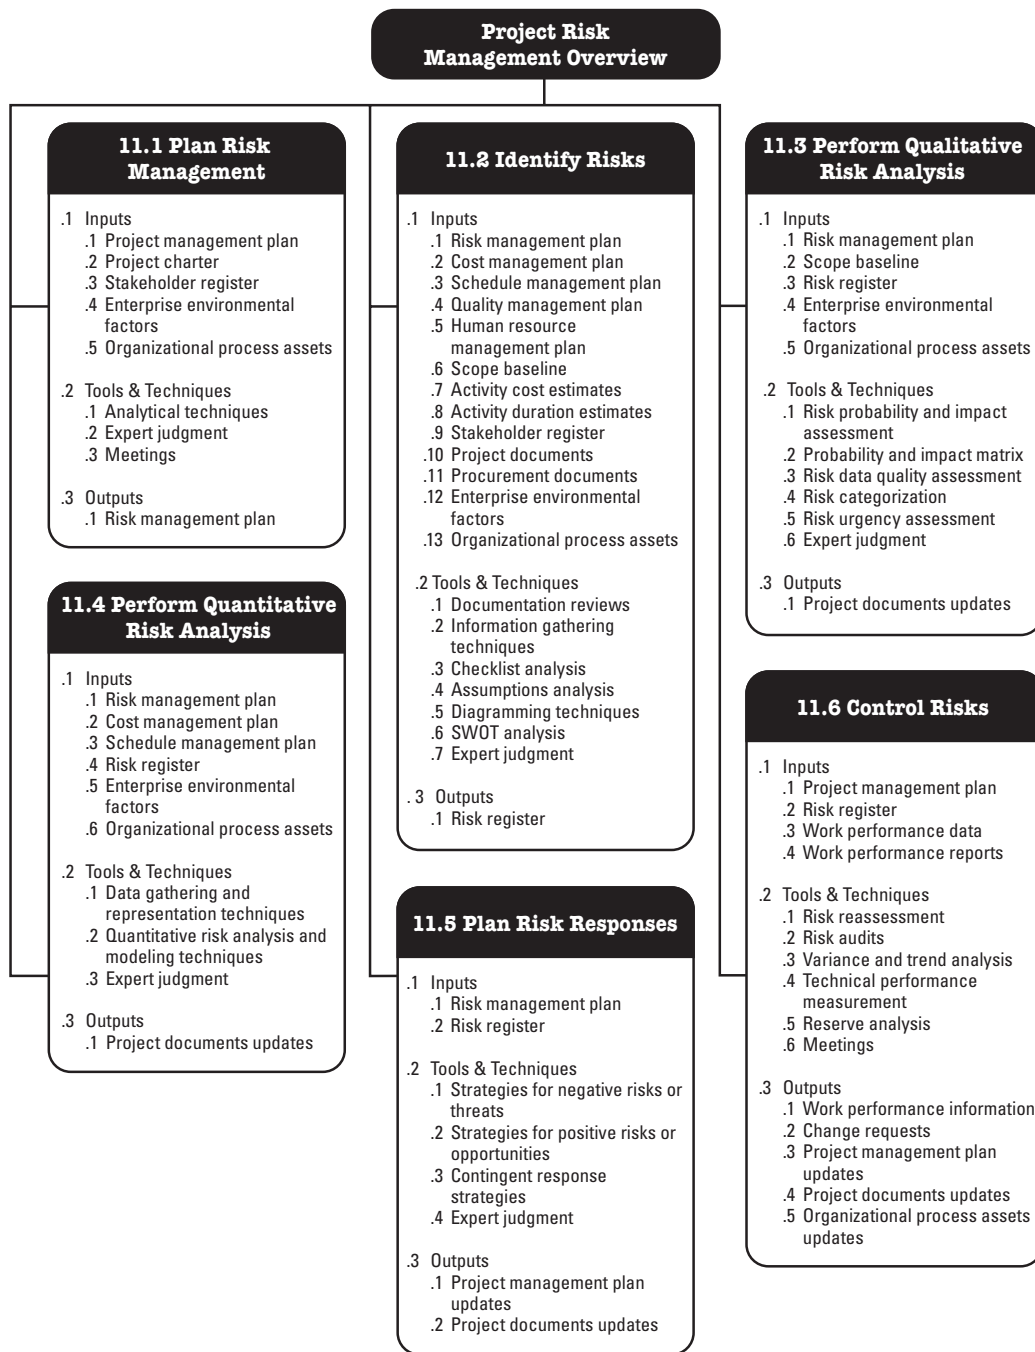 Project Risk
Management Overview
11.1 Plan Risk
Management
.1 Inputs
.1 Project management plan
.2 Project charter
.3 Stakeholder register
.4 Enterprise environmental
factors
.5 Organizational process assets
.2 Tools & Techniques
.1 Analytical techniques
.2 Expert judgment
.3 Meetings
.3 Outputs
.1 Risk management plan
11.2 Identify Risks
.1 Inputs
.1 Risk management plan
.2 Cost management plan
.3 Schedule management plan
.4 Quality management plan
.5 Human resource
management plan
.6 Scope baseline
.7 Activity cost estimates
.8 Activity duration estimates
.9 Stakeholder register
.10 Project documents
.11 Procurement documents
.12 Enterprise environmental
factors
.13 Organizational process assets
.2 Tools & Techniques
.1 Documentation reviews
.2 Information gathering
techniques
.3 Checklist analysis
.4 Assumptions analysis
.5 Diagramming techniques
.6 SWOT analysis
.7 Expert judgment
. 3 Outputs
.1 Risk register
11.3 Perform Qualitative
Risk Analysis
.1 Inputs
.1 Risk management plan
.2 Scope baseline
.3 Risk register
.4 Enterprise environmental
factors
.5 Organizational process assets
.2 Tools & Techniques
.1 Risk probability and impact
assessment
.2 Probability and impact matrix
.3 Risk data quality assessment
.4 Risk categorization
.5 Risk urgency assessment
.6 Expert judgment
.3 Outputs
.1 Project documents updates
11.4 Perform Quantitative
Risk Analysis
.1 Inputs
.1 Risk management plan
.2 Cost management plan
.3 Schedule management plan
.4 Risk register
.5 Enterprise environmental
factors
.6 Organizational process assets
.2 Tools & Techniques
.1 Data gathering and
representation techniques
.2 Quantitative risk analysis and
modeling techniques
.3 Expert judgment
.3 Outputs
.1 Project documents updates
11.5 Plan Risk Responses
.1 Inputs
.1 Risk management plan
.2 Risk register
.2 Tools & Techniques
.1 Strategies for negative risks or
threats
.2 Strategies for positive risks or
opportunities
.3 Contingent response
strategies
.4 Expert judgment
.3 Outputs
.1 Project management plan
updates
.2 Project documents updates
11.6 Control Risks
.1 Inputs
.1 Project management plan
.2 Risk register
.3 Work performance data
.4 Work performance reports
.2 Tools & Techniques
.1 Risk reassessment
.2 Risk audits
.3 Variance and trend analysis
.4 Technical performance
measurement
.5 Reserve analysis
.6 Meetings
.3 Outputs
.1 Work performance information
.2 Change requests
.3 Project management plan
updates
.4 Project documents updates
.5 Organizational process assets
updates